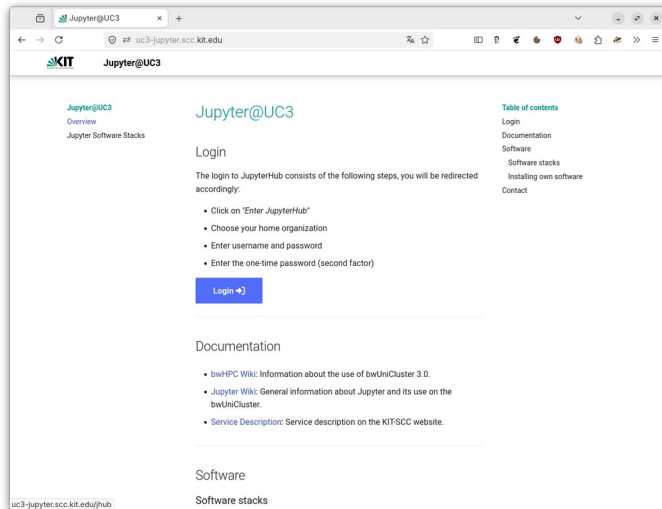 Jupyter@UC3
uc3-jupyter.scc.kit.edu
KIT
Jupyter@UC3
Jupyter@UC3
Overview
Jupyter Software Stacks
Jupyter@UC3
Login
The login to JupyterHub consists of the following steps, you will be redirected
accordingly:
• Click on "Enter JupyterHub"
• Choose your home organization
• Enter username and password
• Enter the one-time password (second factor)
Login
Documentation
• bwHPC Wiki: Information about the use of bwUniCluster 3.0.
• Jupyter Wiki: General information about Jupyter and its use on the
bwUniCluster.
• Service Description: Service description on the KIT-SCC website.
Software
Software stacks
Table of contents
Login
Documentation
Software
Software stacks
Installing own software
Contact
uc3-jupyter.scc.kit.edu/jhub